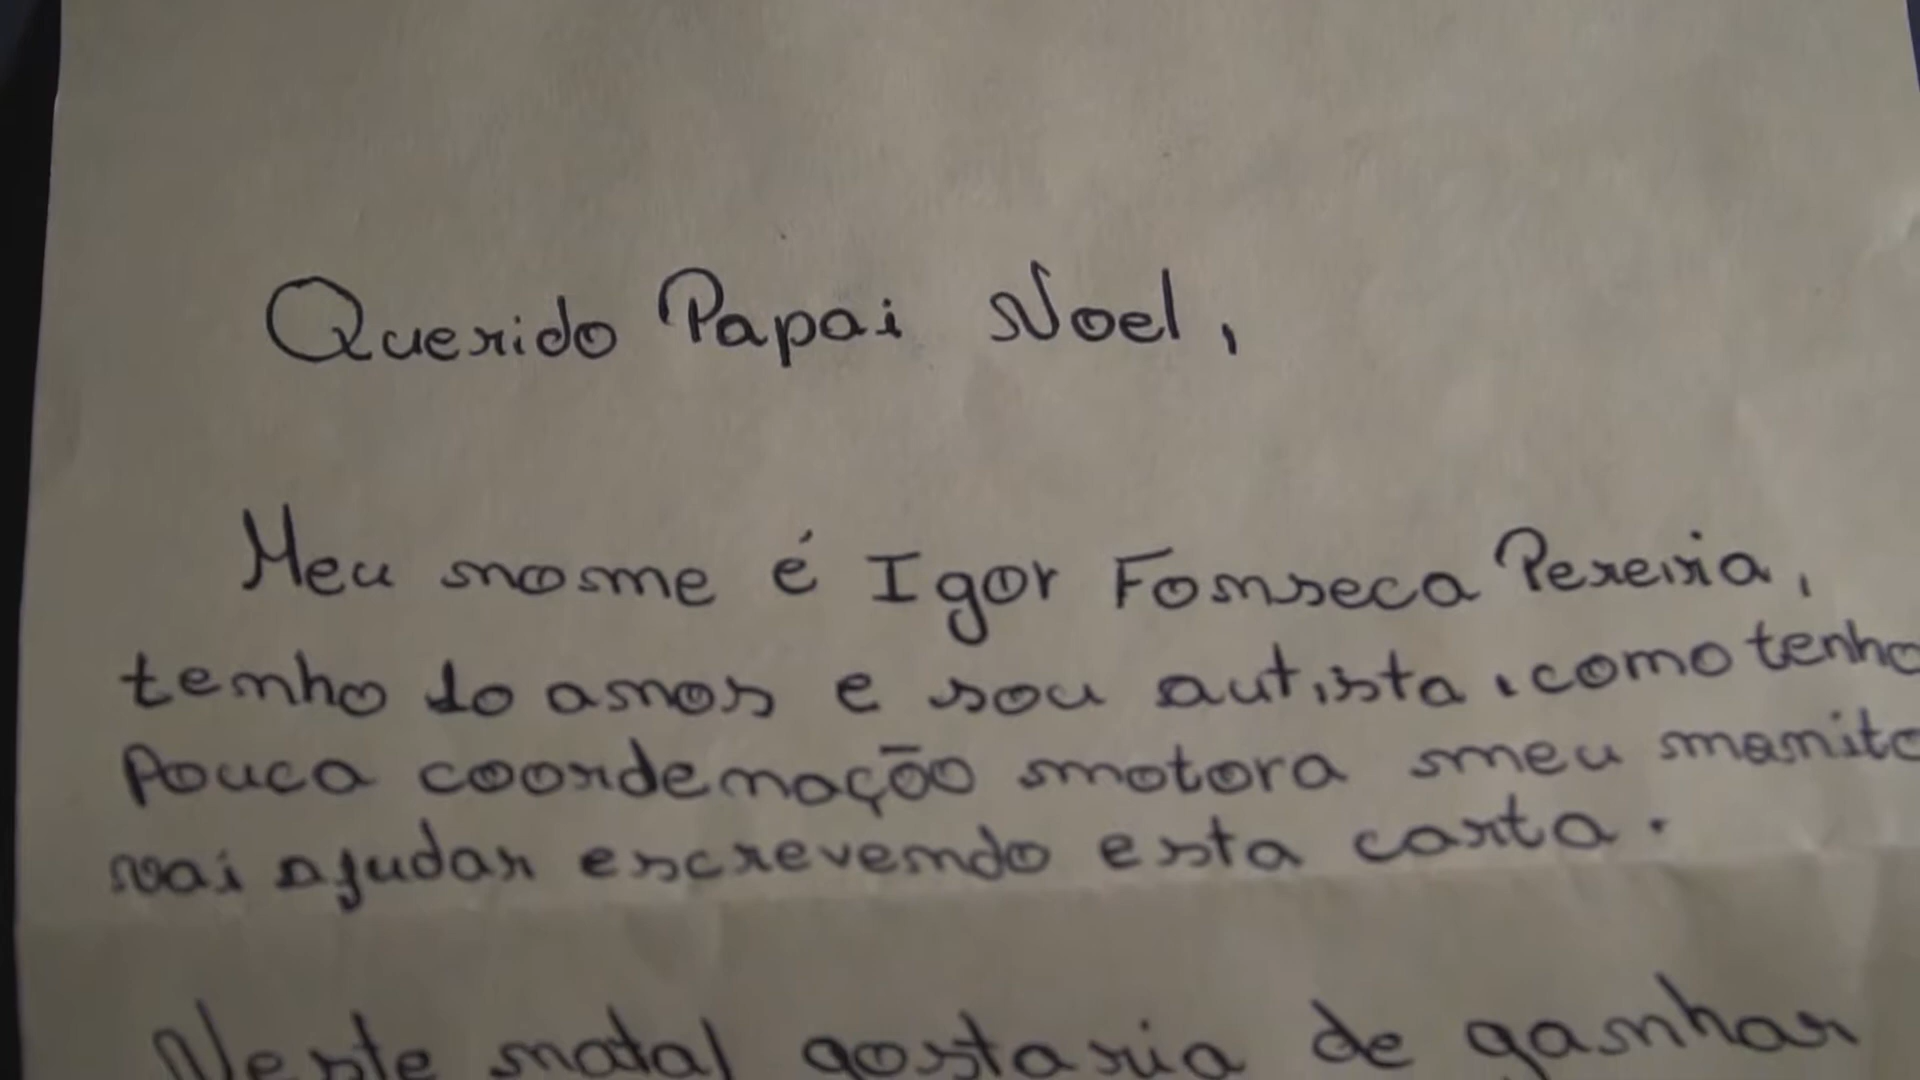 Querido Papai Noel,
Meu nome é Igor Fonseca Pereira,
tenho 10 anos e sou autista. como tenho
Pouca coordenação motora meu manito
vai ajudar escrevendo esta carta.
Neste natal gostaria de ganhar